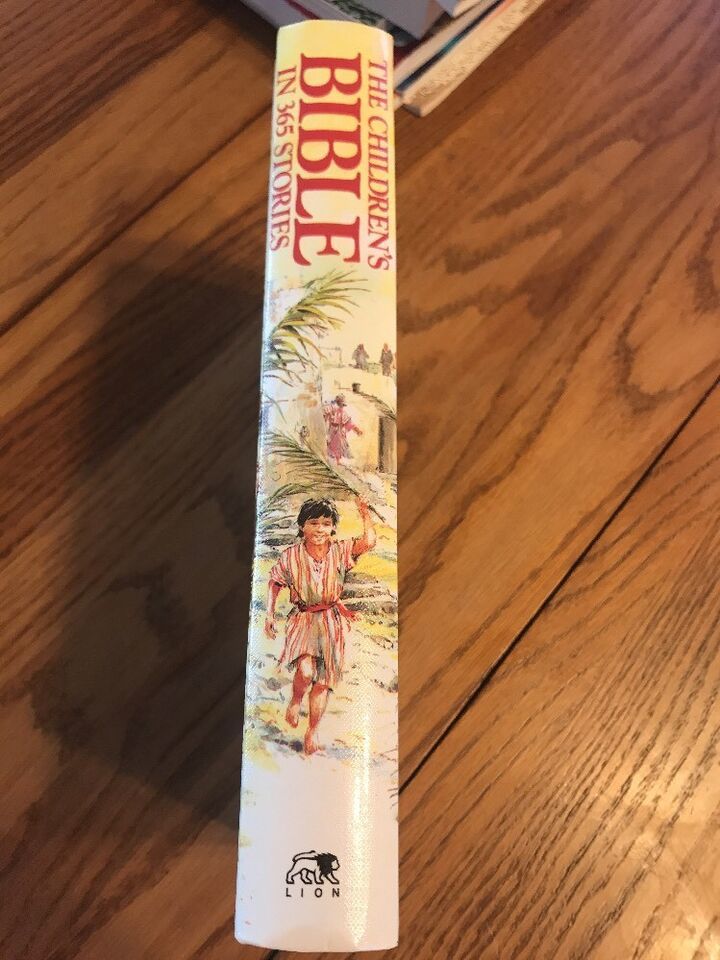 THE CHILDREN'S
BIBLE
IN 365 STORIES
LION